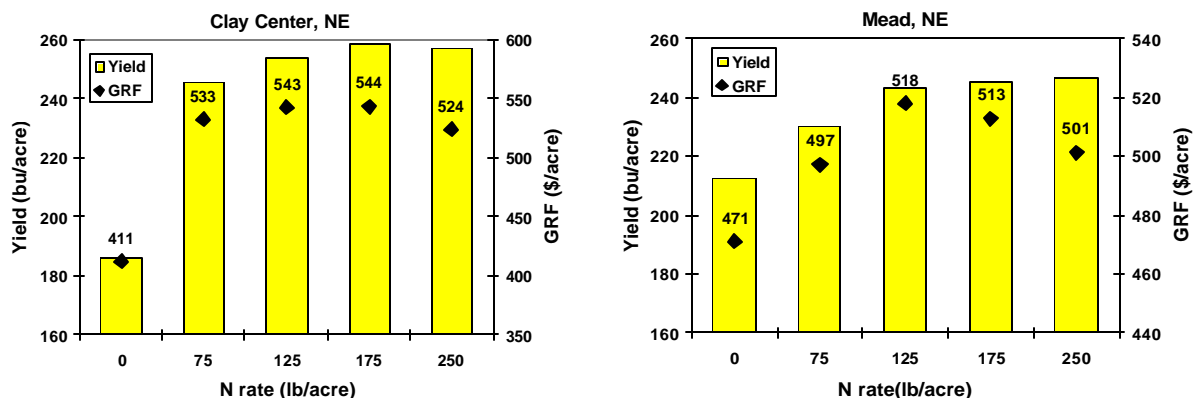 Clay Center, NE
260
240
220
200
180
160
Yield (bu/acre)
Yield
GRF
411
533
543
544
524
600
550
500
450
400
350
GRF ($/acre)
0 75 125 175 250
N rate (lb/acre)
Mead, NE
260
240
220
200
180
160
Yield (bu/acre)
Yield
GRF
471
497
518
513
501
540
520
500
480
460
440
GRF ($/acre)
0 75 125 175 250
N rate(lb/acre)